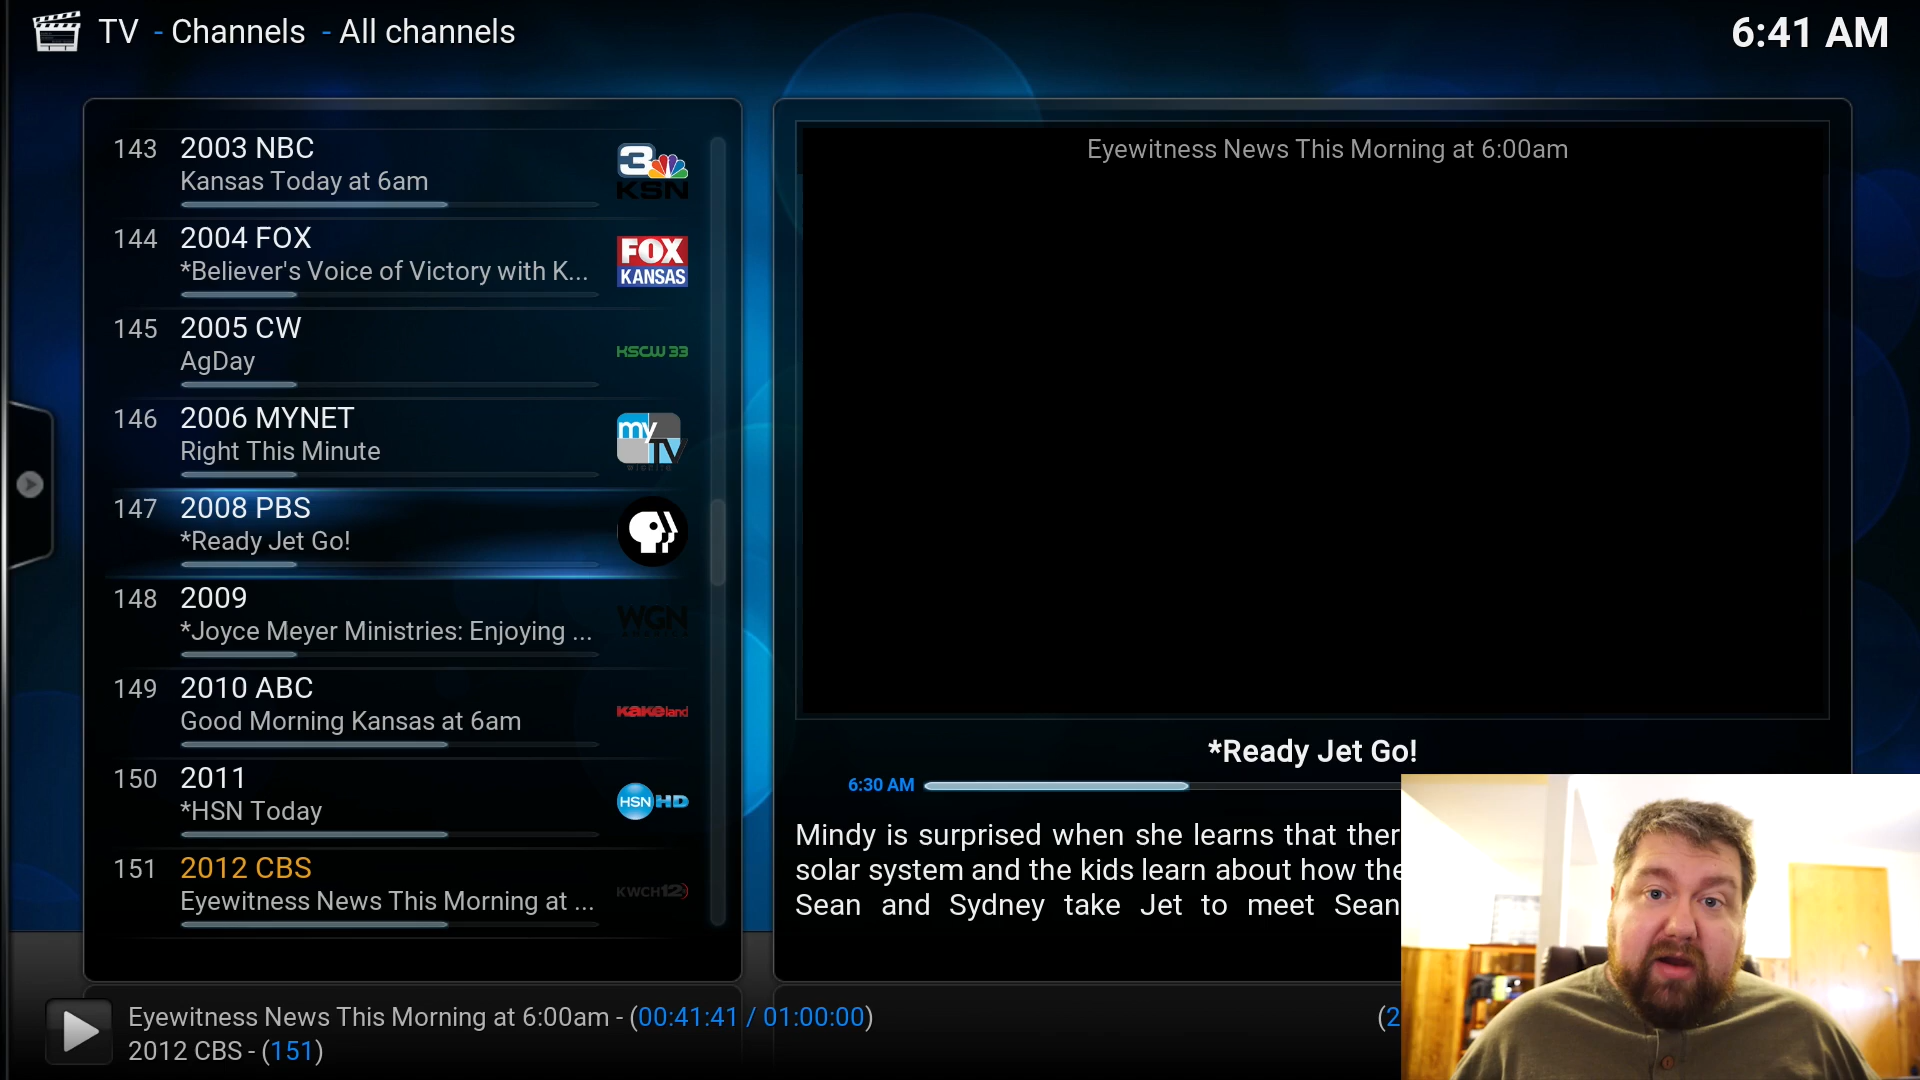 TV - Channels - All channels
6:41 AM
143 2003 NBC
Kansas Today at 6am
3
KSN
144 2004 FOX
*Believer's Voice of Victory with K...
FOX
KANSAS
145 2005 CW
AgDay
KSCW 33
146 2006 MYNET
Right This Minute
my
TV
147 2008 PBS
*Ready Jet Go!
148 2009
*Joyce Meyer Ministries: Enjoying ...
WGN
AMERICA
149 2010 ABC
Good Morning Kansas at 6am
KAKEland
150 2011
*HSN Today
HSN HD
151 2012 CBS
Eyewitness News This Morning at ...
KWCH12
Eyewitness News This Morning at 6:00am
*Ready Jet Go!
6:30 AM
Mindy is surprised when she learns that ther
solar system and the kids learn about how the
Sean and Sydney take Jet to meet Sean
Eyewitness News This Morning at 6:00am - (00:41:41 / 01:00:00)
2012 CBS - (151)
(2